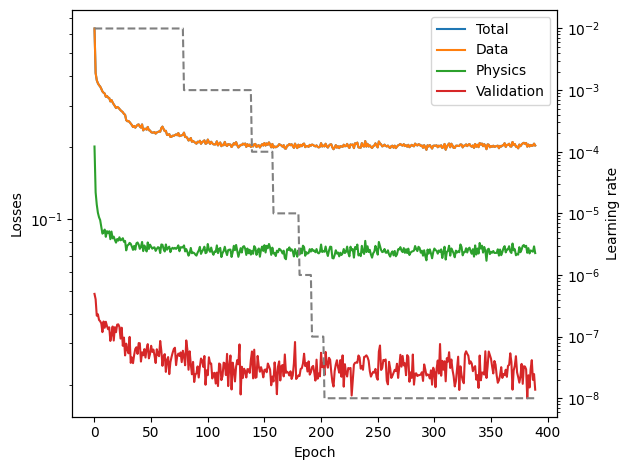 Total
Data
Physics
Validation
Losses
10⁻¹
10⁻²
10⁻³
10⁻⁴
10⁻⁵
10⁻⁶
10⁻⁷
10⁻⁸
Learning rate
0 50 100 150 200 250 300 350 400
Epoch